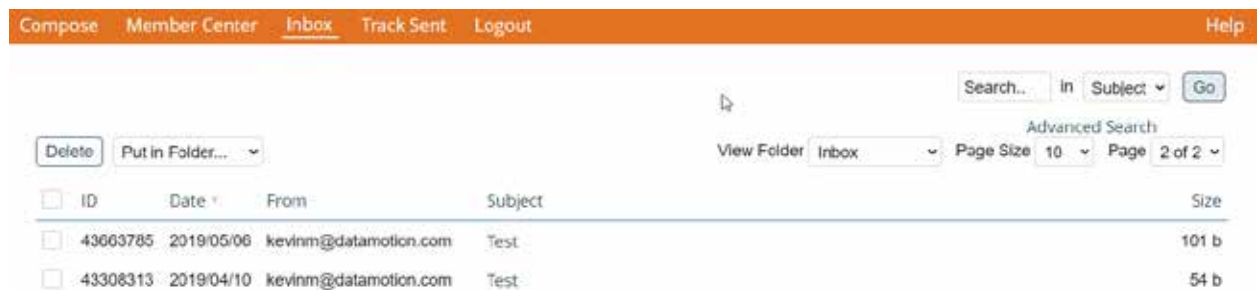 Compose Member Center Inbox Track Sent Logout Help
Search.. in Subject Go
Advanced Search
Delete Put in Folder... View Folder Inbox Page Size 10 Page 2 of 2
ID Date From Subject Size
43663785 2019/05/06 kevinm@datamotion.com Test 101 b
43308313 2019/04/10 kevinm@datamotion.com Test 54 b